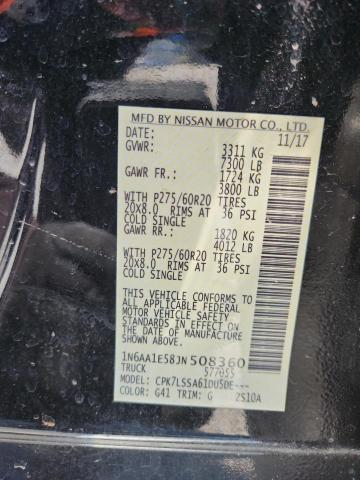 MFD BY NISSAN MOTOR CO., LTD.
DATE: 11/17
GVWR: 3311 KG
7300 LB
GAWR FR.: 1724 KG
3800 LB
WITH P275/60R20 TIRES
20X8.0 RIMS AT 36 PSI
COLD SINGLE
GAWR RR.: 1820 KG
4012 LB
WITH P275/60R20 TIRES
20X8.0 RIMS AT 36 PSI
COLD SINGLE
THIS VEHICLE CONFORMS TO ALL
APPLICABLE FEDERAL
MOTOR VEHICLE SAFETY
STANDARDS IN EFFECT ON THE
DATE OF MANUFACTURE
SHOWN ABOVE.
1N6AA1E58JN508360
TRUCK 577055
MODEL: CPK7LSSA61DU5DE---
COLOR: G41 TRIM: G 2S10A